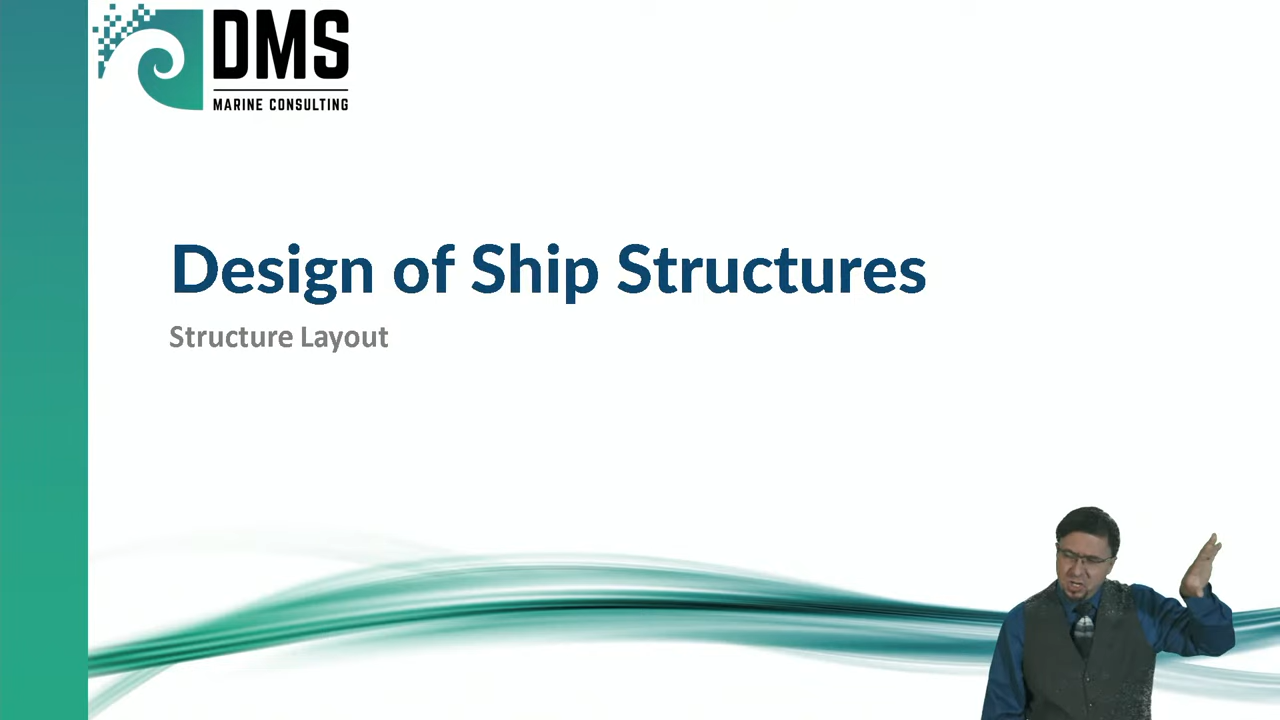 DMS
MARINE CONSULTING
Design of Ship Structures
Structure Layout